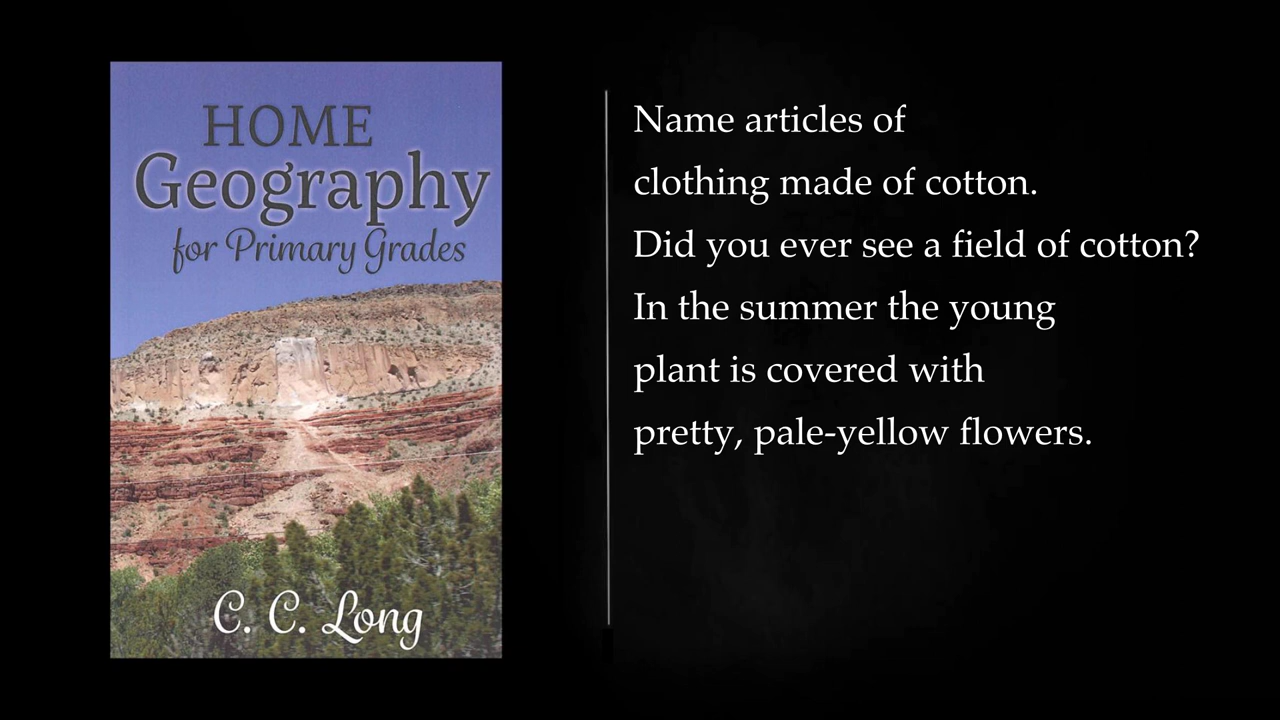 HOME
Geography
for Primary Grades
C. C. Long
Name articles of
clothing made of cotton.
Did you ever see a field of cotton?
In the summer the young
plant is covered with
pretty, pale-yellow flowers.